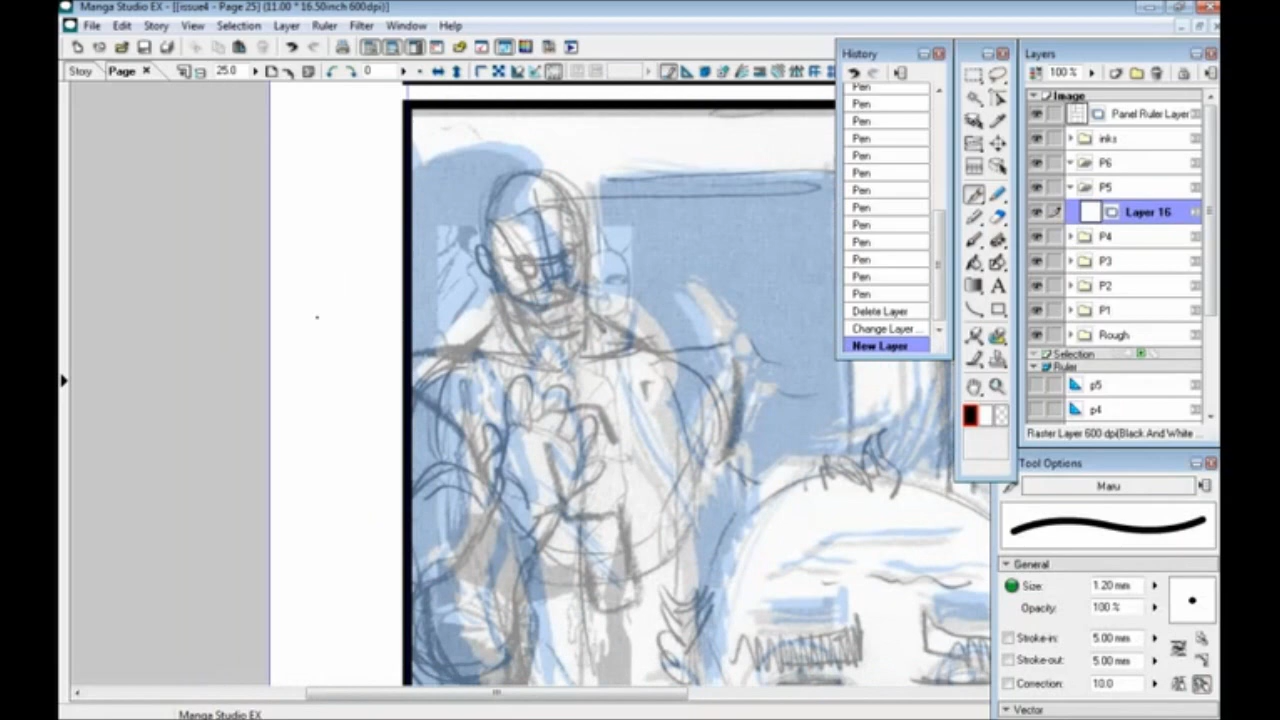 Manga Studio EX - [[issue4 - Page 25] (11.00 * 16.50inch 600dpi)]
File Edit Story View Selection Layer Ruler Filter Window Help
Story Page 25.0 0
History
Pen
Pen
Pen
Pen
Pen
Pen
Pen
Pen
Pen
Pen
Pen
Pen
Pen
Delete Layer
Change Layer ...
New Layer
Layers
100 %
Image
Panel Ruler Layer
inks
P6
P5
Layer 16
P4
P3
P2
P1
Rough
Selection
Ruler
p5
p4
Raster Layer 600 dpi(Black And White ...
Tool Options
Maru
General
Size: 1.20 mm
Opacity: 100 %
Stroke-in: 5.00 mm
Stroke-out: 5.00 mm
Correction: 10.0
Vector
Manga Studio EX